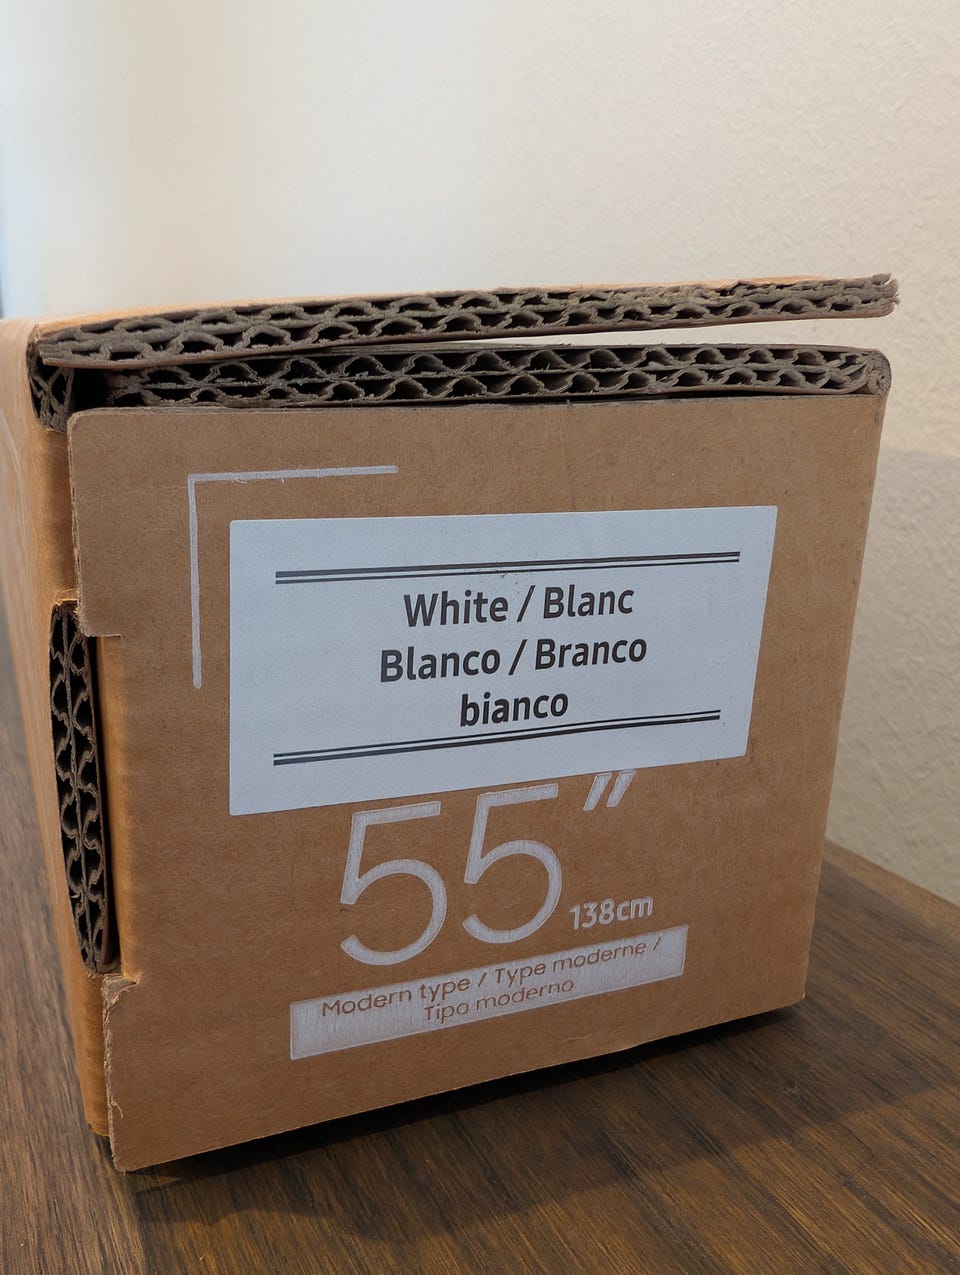 White / Blanc
Blanco / Branco
bianco
55”
138cm
Modern type / Type moderne /
Tipo moderno